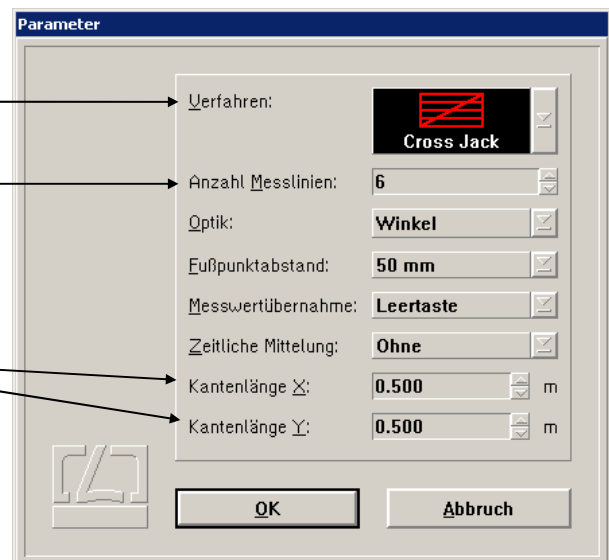 Parameter
Verfahren:
Cross Jack
Anzahl Messlinien: 6
Optik: Winkel
Fußpunktabstand: 50 mm
Messwertübernahme: Leertaste
Zeitliche Mittelung: Ohne
Kantenlänge X: 0.500 m
Kantenlänge Y: 0.500 m
OK Abbruch